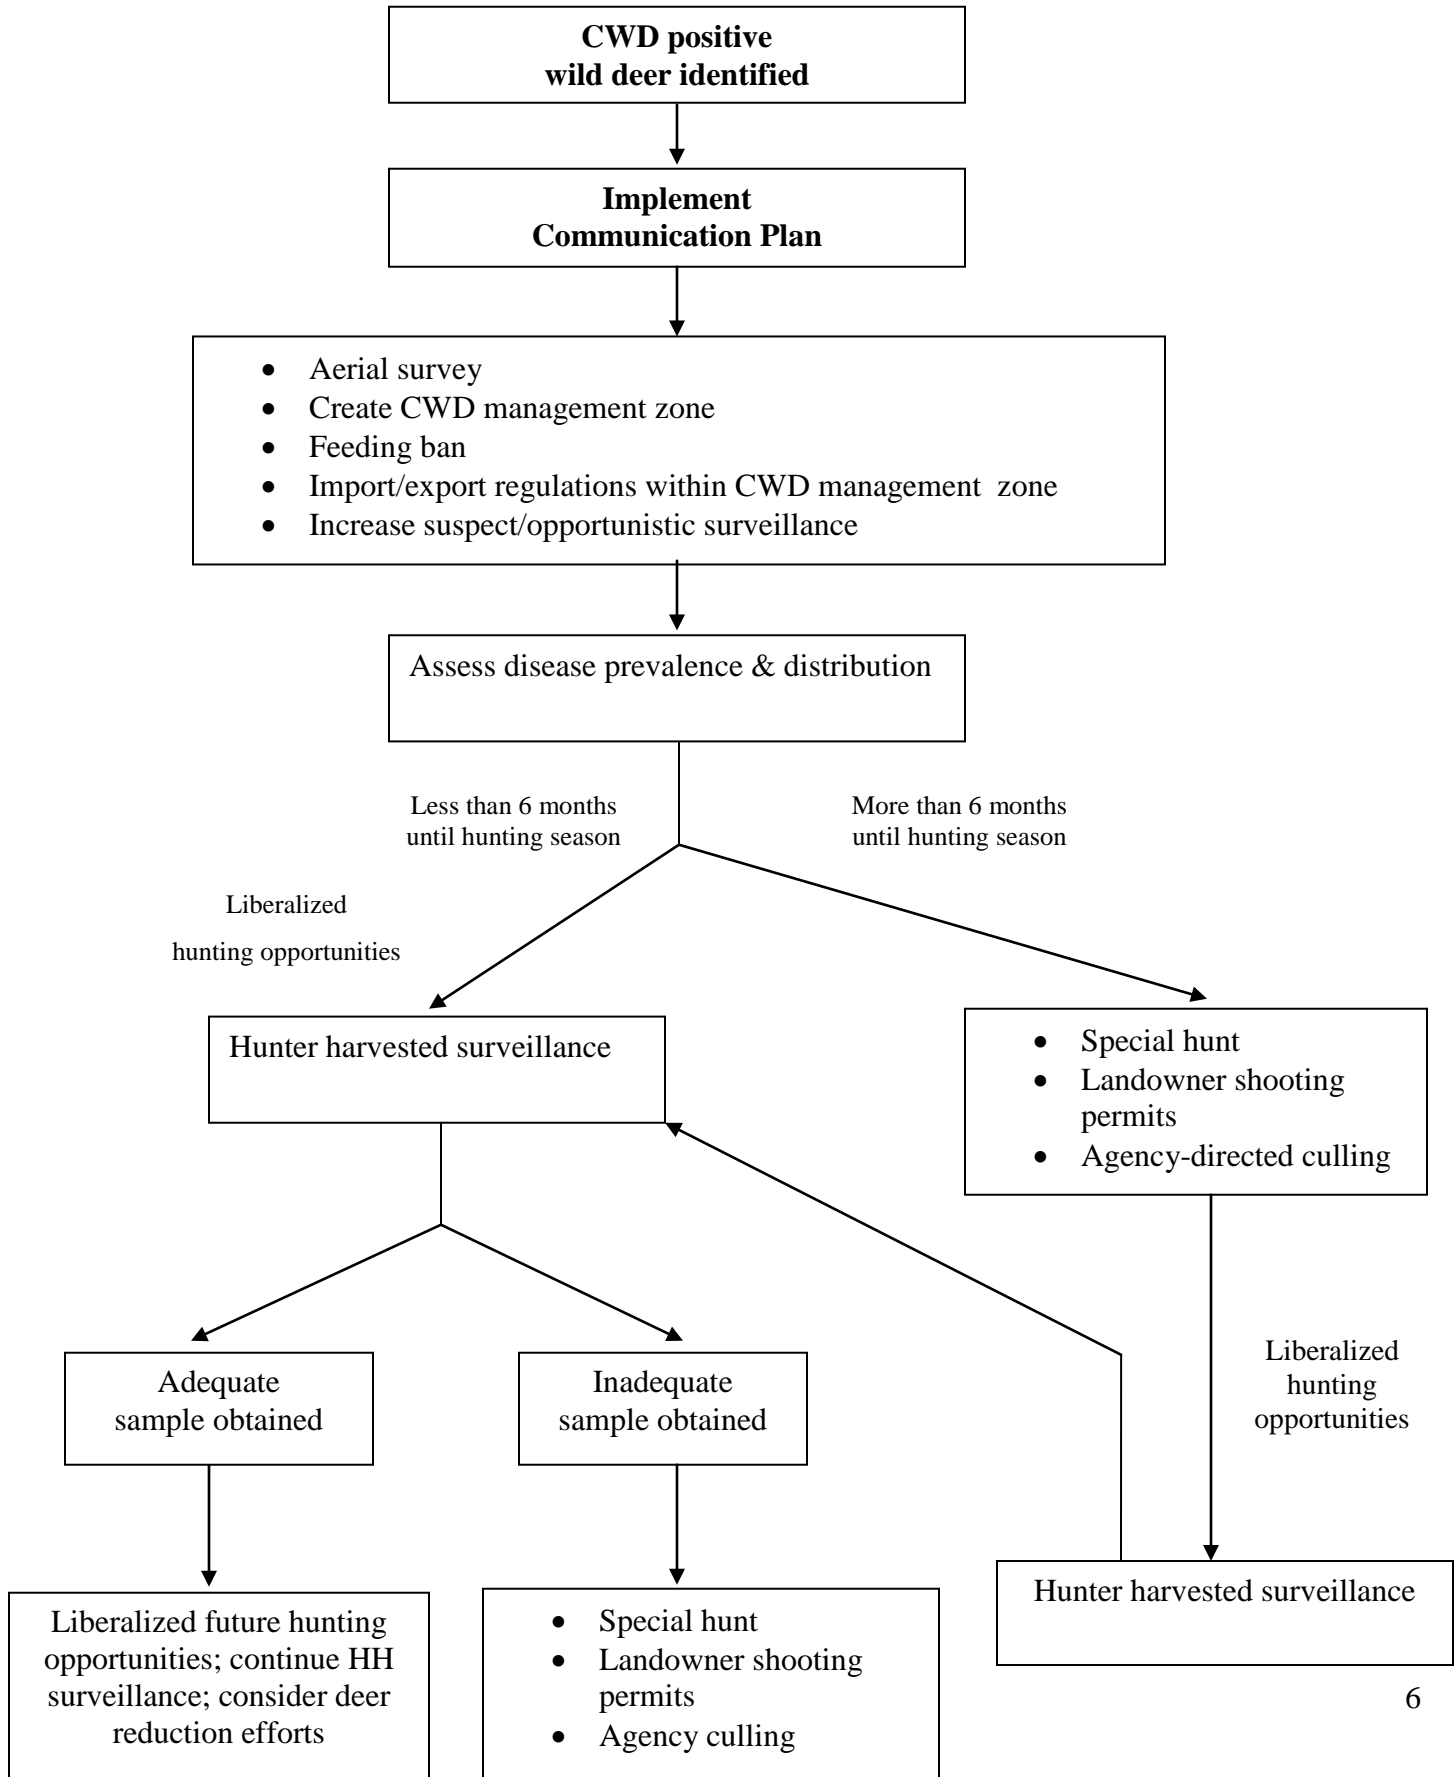 CWD positive
wild deer identified
Implement
Communication Plan
• Aerial survey
• Create CWD management zone
• Feeding ban
• Import/export regulations within CWD management  zone
• Increase suspect/opportunistic surveillance
Assess disease prevalence & distribution
Less than 6 months
until hunting season
More than 6 months
until hunting season
Liberalized
hunting opportunities
Hunter harvested surveillance
• Special hunt
• Landowner shooting
permits
• Agency-directed culling
Adequate
sample obtained
Inadequate
sample obtained
Liberalized
hunting
opportunities
Hunter harvested surveillance
Liberalized future hunting
opportunities; continue HH
surveillance; consider deer
reduction efforts
• Special hunt
• Landowner shooting
permits
• Agency culling
6